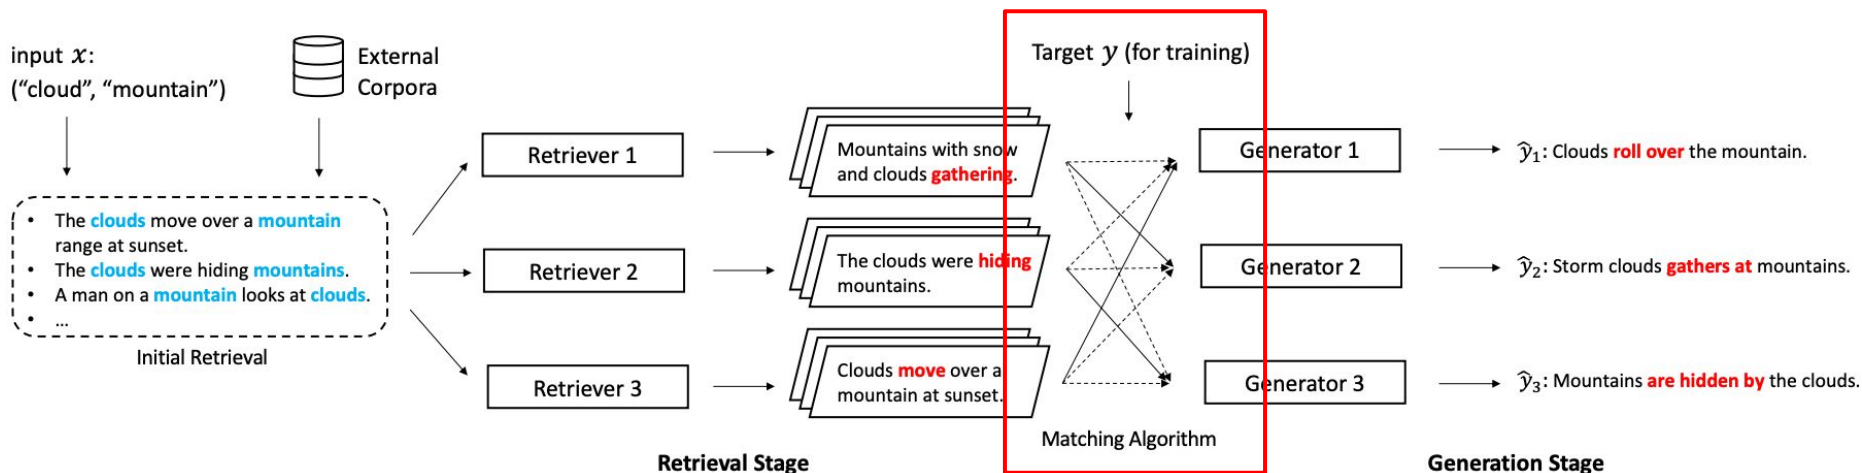 input x:
("cloud", "mountain")
External
Corpora
• The clouds move over a mountain
range at sunset.
• The clouds were hiding mountains.
• A man on a mountain looks at clouds.
• ...
Initial Retrieval
Retriever 1
Retriever 2
Retriever 3
Mountains with snow
and clouds gathering.
The clouds were hiding
mountains.
Clouds move over a
mountain at sunset.
Retrieval Stage
Target y (for training)
Matching Algorithm
Generator 1
Generator 2
Generator 3
ŷ₁: Clouds roll over the mountain.
ŷ₂: Storm clouds gathers at mountains.
ŷ₃: Mountains are hidden by the clouds.
Generation Stage